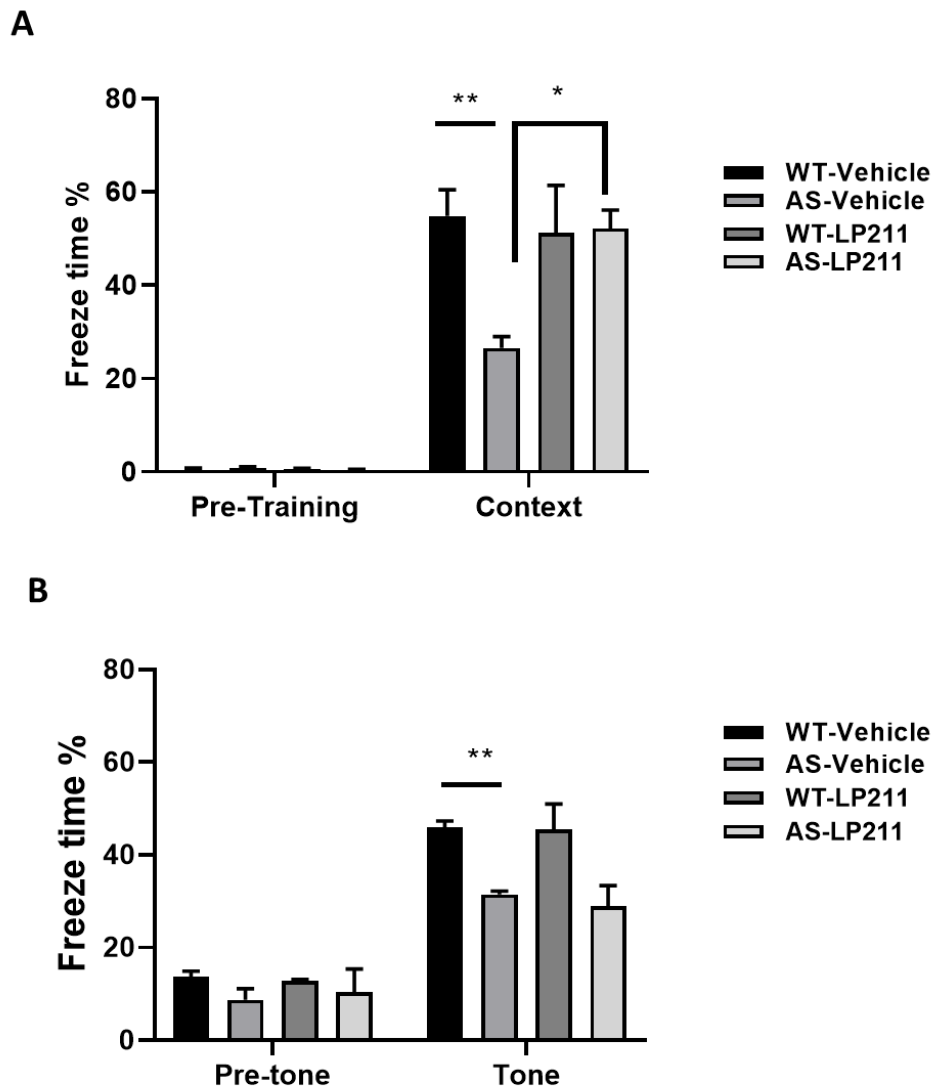 A
Freeze time %
80
60
40
20
0
** *
Pre-Training Context
WT-Vehicle
AS-Vehicle
WT-LP211
AS-LP211
B
Freeze time %
80
60
40
20
0
**
Pre-tone Tone
WT-Vehicle
AS-Vehicle
WT-LP211
AS-LP211